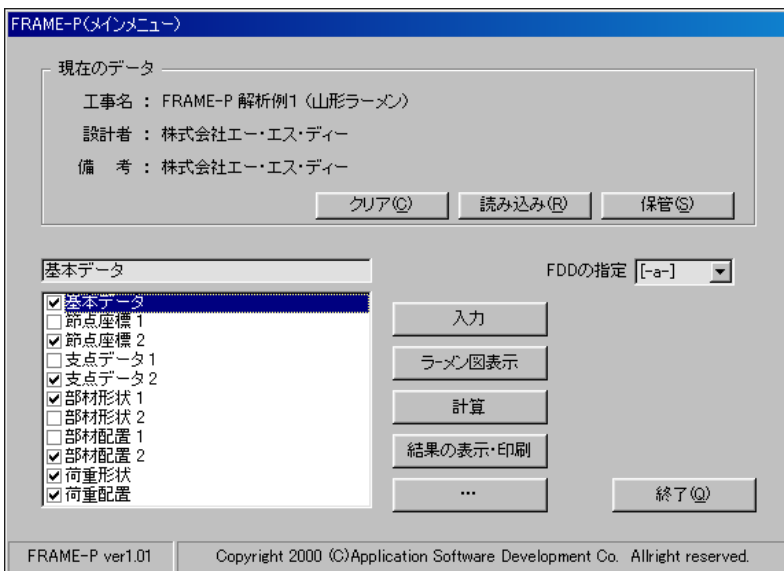 FRAME-P(メインメニュー)
現在のデータ
工事名 : FRAME-P 解析例1 (山形ラーメン)
設計者 : 株式会社エー・エス・ディー
備 考 : 株式会社エー・エス・ディー
クリア(C) 読み込み(R) 保管(S)
基本データ FDDの指定 [-a-]
基本データ
節点座標 1
節点座標 2
支点データ 1
支点データ 2
部材形状 1
部材形状 2
部材配置 1
部材配置 2
荷重形状
荷重配置
入力
ラーメン図表示
計算
結果の表示・印刷
...
終了(Q)
FRAME-P ver1.01 Copyright 2000 (C)Application Software Development Co. Allright reserved.